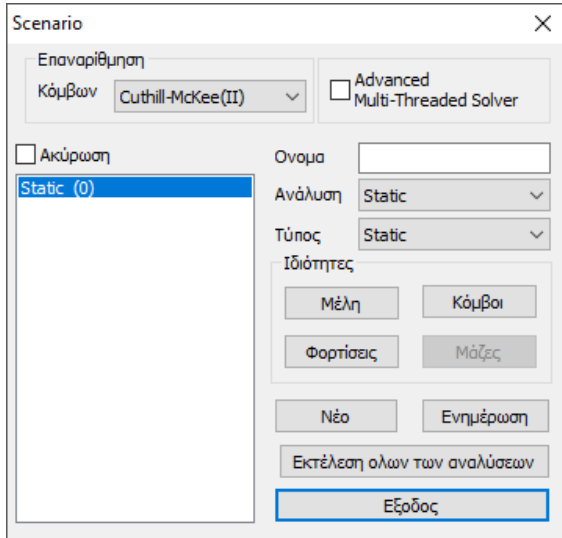 Scenario
Επαναρίθμηση
Κόμβων
Cuthill-McKee(II)
Advanced
Multi-Threaded Solver
Ακύρωση
Static (0)
Ονομα
Ανάλυση
Static
Τύπος
Static
Ιδιότητες
Μέλη
Κόμβοι
Φορτίσεις
Μάζες
Νέο
Ενημέρωση
Εκτέλεση ολων των αναλύσεων
Εξοδος